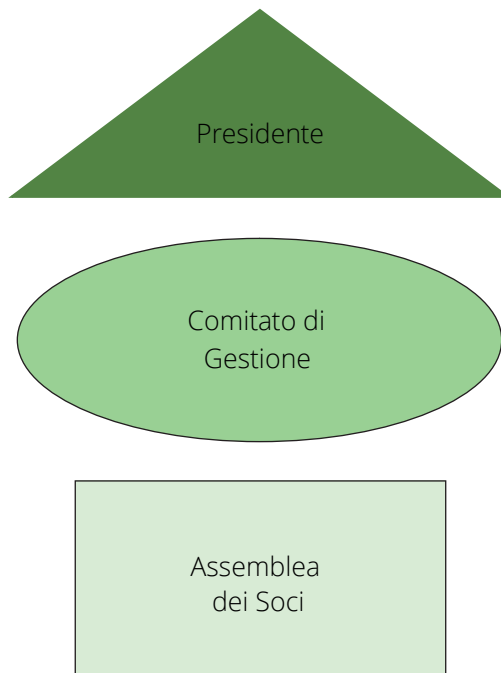 Presidente
Comitato di
Gestione
Assemblea
dei Soci